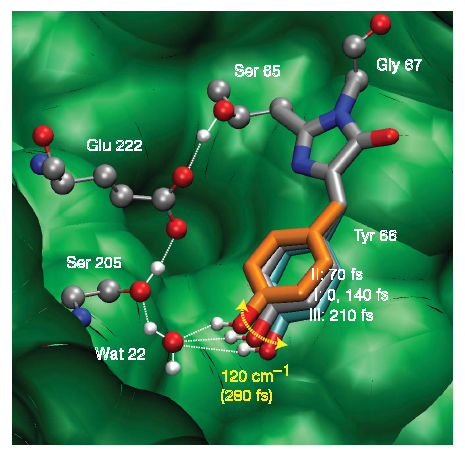 Ser 65
Gly 67
Glu 222
Tyr 66
Ser 205
II: 70 fs
I: 0, 140 fs
III: 210 fs
Wat 22
120 cm⁻¹
(280 fs)